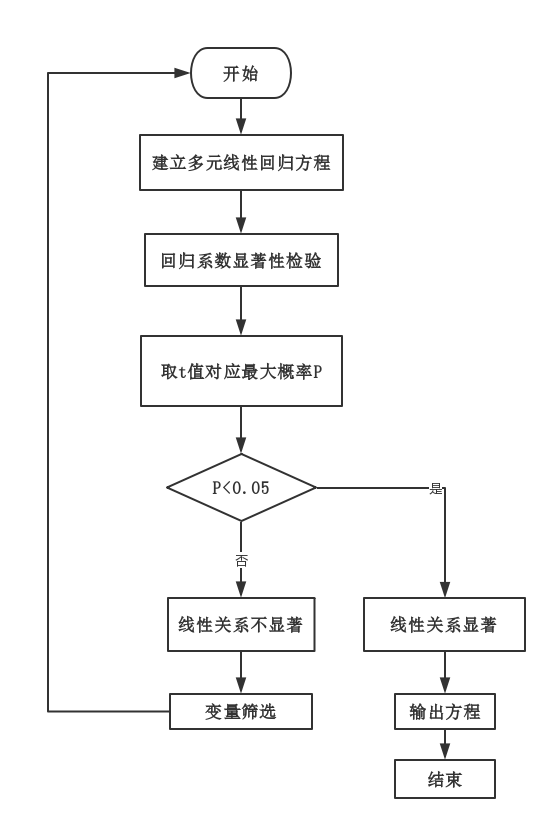 开始
建立多元线性回归方程
回归系数显著性检验
取t值对应最大概率P
P<0.05
是
否
线性关系不显著
线性关系显著
变量筛选
输出方程
结束